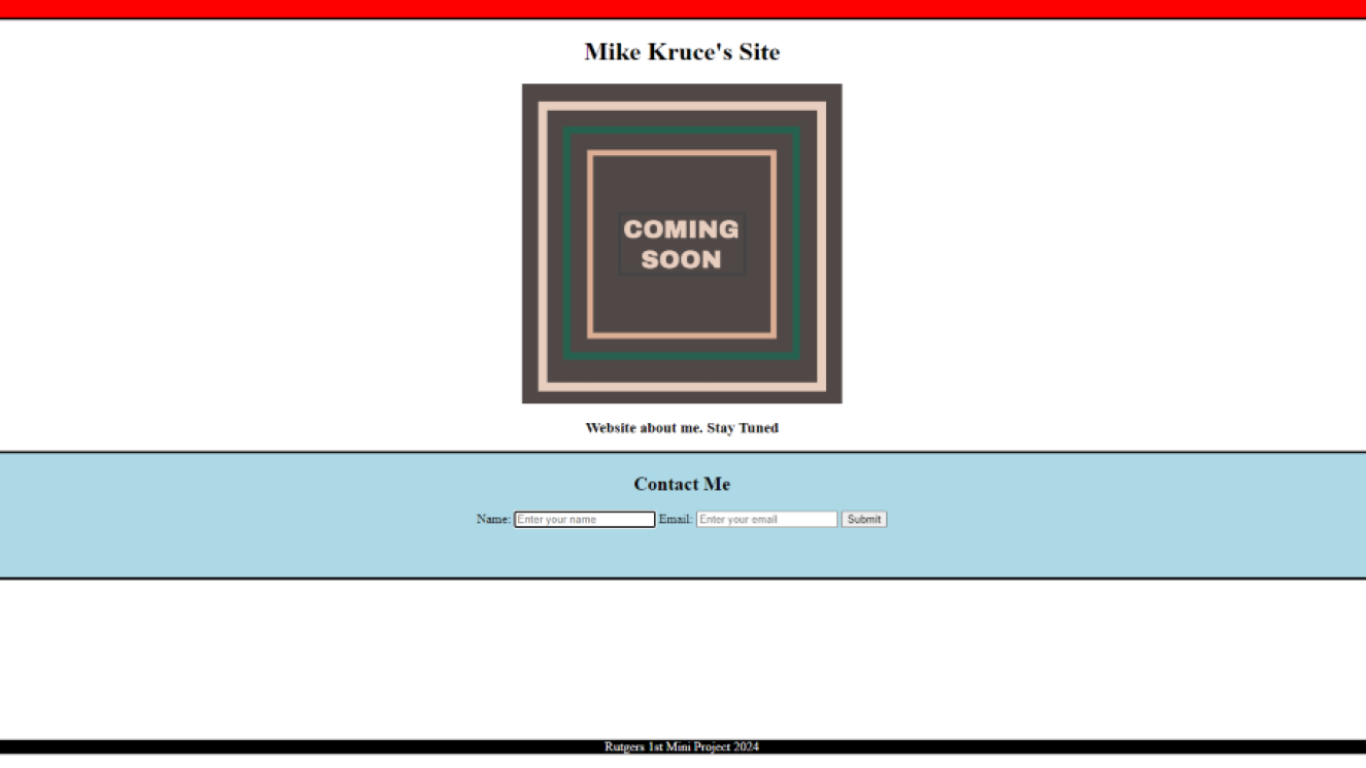 Mike Kruce's Site
COMING
SOON
Website about me. Stay Tuned
Contact Me
Name: Enter your name Email: Enter your email Submit
Rutgers 1st Mini Project 2024